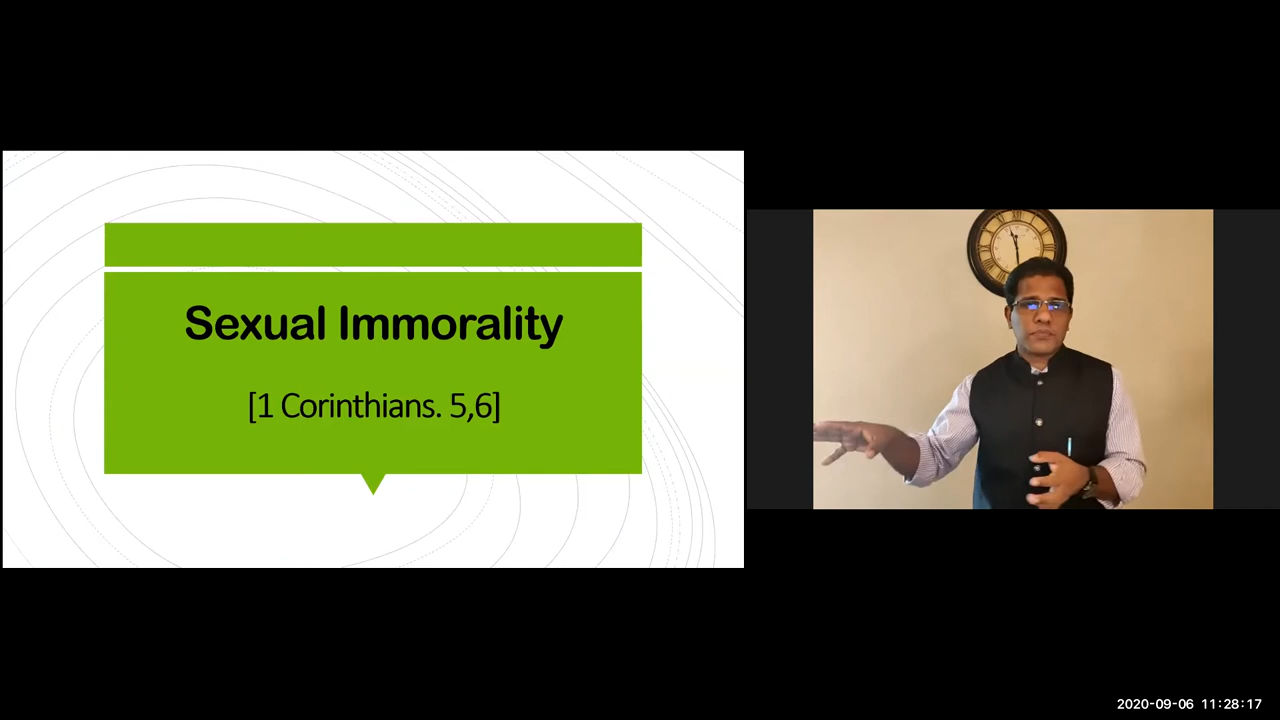 Sexual Immorality
[1 Corinthians. 5,6]
2020-09-06 11:28:17